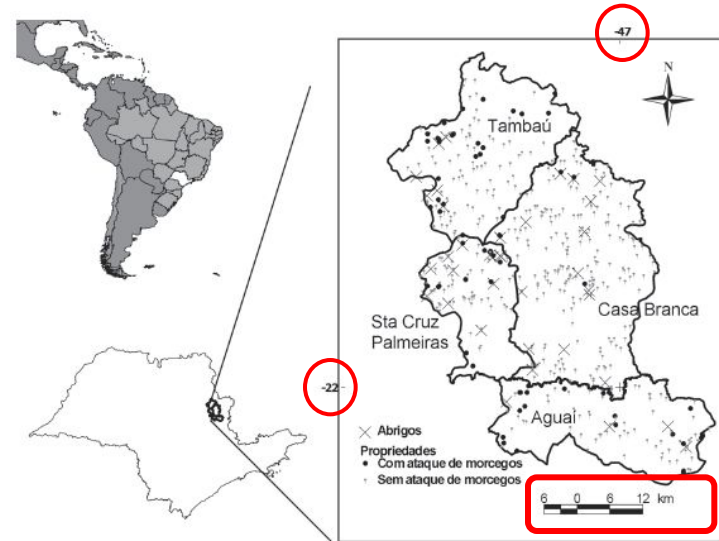 -47
N
Tambaú
Casa Branca
Sta Cruz
Palmeiras
-22
Aguaí
Abrigos
Propriedades
Com ataque de morcegos
Sem ataque de morcegos
6 0 6 12 km